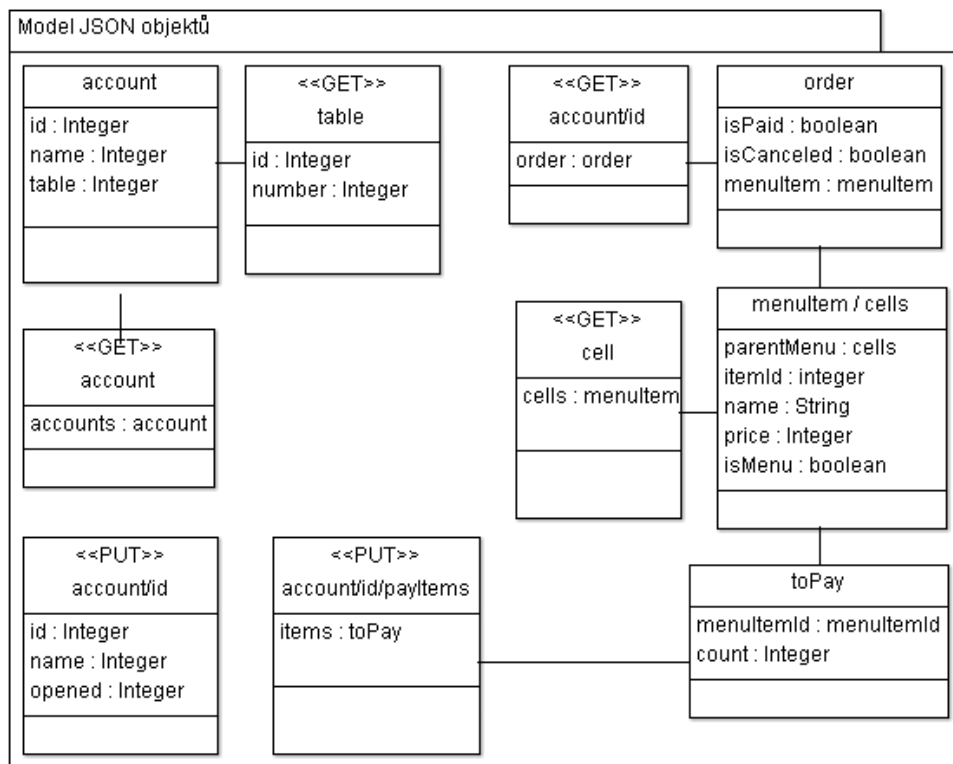 Model JSON objektů
account
id : Integer
name : Integer
table : Integer
<<GET>>
table
id : Integer
number : Integer
<<GET>>
account/id
order : order
order
isPaid : boolean
isCanceled : boolean
menuItem : menuItem
<<GET>>
account
accounts : account
<<GET>>
cell
cells : menuItem
menuItem / cells
parentMenu : cells
itemId : integer
name : String
price : Integer
isMenu : boolean
<<PUT>>
account/id
id : Integer
name : Integer
opened : Integer
<<PUT>>
account/id/payItems
items : toPay
toPay
menuItemId : menuItemId
count : Integer